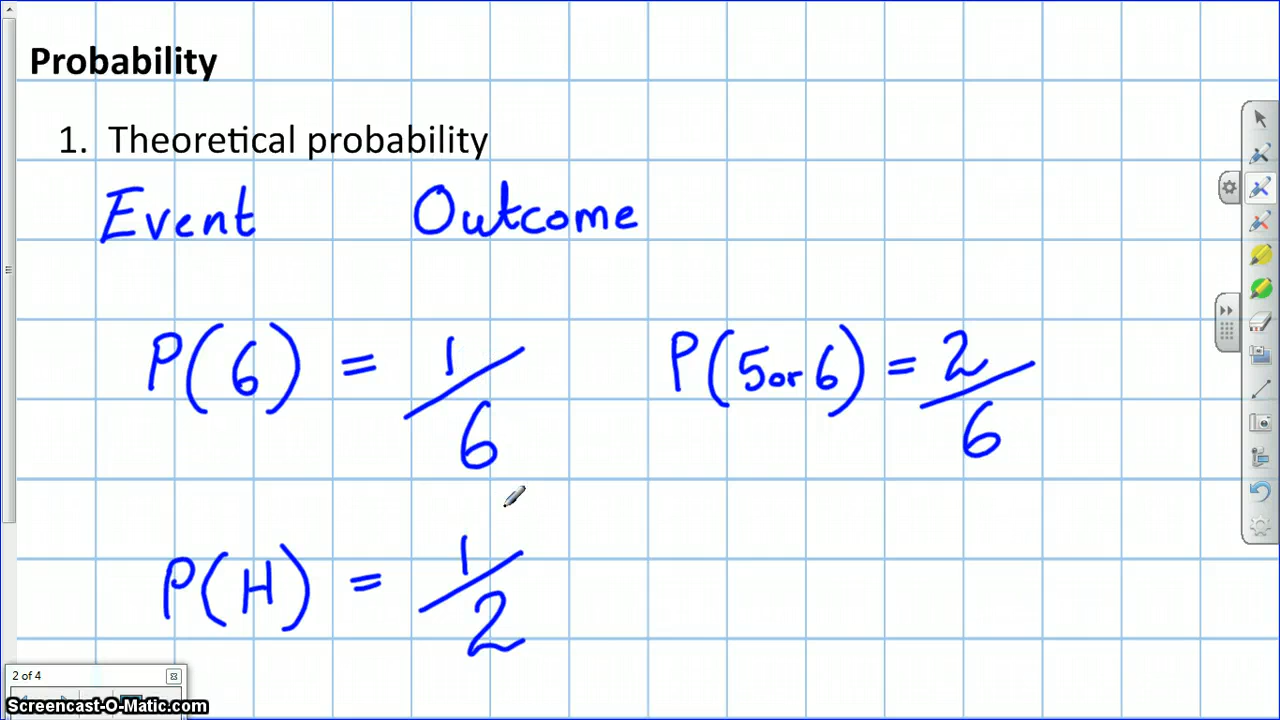 Probability
1. Theoretical probability
Event Outcome
P(6) = 1/6 P(5 or 6) = 2/6
P(H) = 1/2
2 of 4
Screencast-O-Matic.com